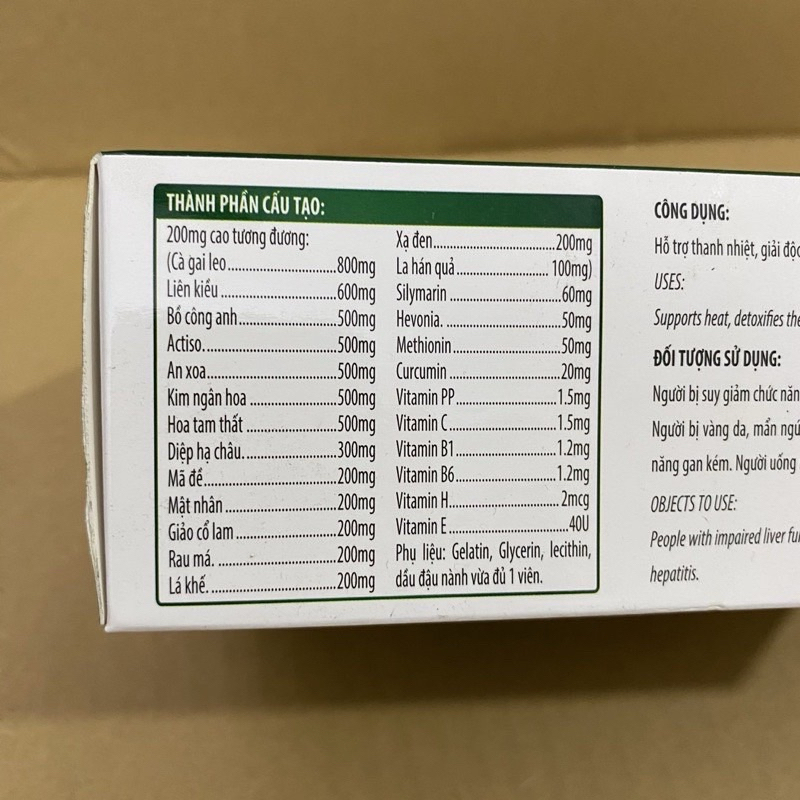 THÀNH PHẦN CẤU TẠO:
200mg cao tương đương:
(Cà gai leo..............................800mg
Liên kiều..............................600mg
Bồ công anh..............................500mg
Actiso..............................500mg
An xoa..............................500mg
Kim ngân hoa..............................500mg
Hoa tam thất..............................500mg
Diệp hạ châu..............................300mg
Mã đề..............................200mg
Mật nhân..............................200mg
Giảo cổ lam..............................200mg
Rau má...............................200mg
Lá khế...............................200mg
Xạ đen..............................200mg
La hán quả..............................100mg)
Silymarin..............................60mg
Hevonia...............................50mg
Methionin..............................50mg
Curcumin..............................20mg
Vitamin PP..............................1.5mg
Vitamin C..............................1.5mg
Vitamin B1..............................1.2mg
Vitamin B6..............................1.2mg
Vitamin H..............................2mcg
Vitamin E..............................40U
Phụ liệu: Gelatin, Glycerin, lecithin,
dầu đậu nành vừa đủ 1 viên.
CÔNG DỤNG:
Hỗ trợ thanh nhiệt, giải độc
USES:
Supports heat, detoxifies the
ĐỐI TƯỢNG SỬ DỤNG:
Người bị suy giảm chức năn
Người bị vàng da, mẩn ngứ
năng gan kém. Người uống
OBJECTS TO USE:
People with impaired liver fu
hepatitis.